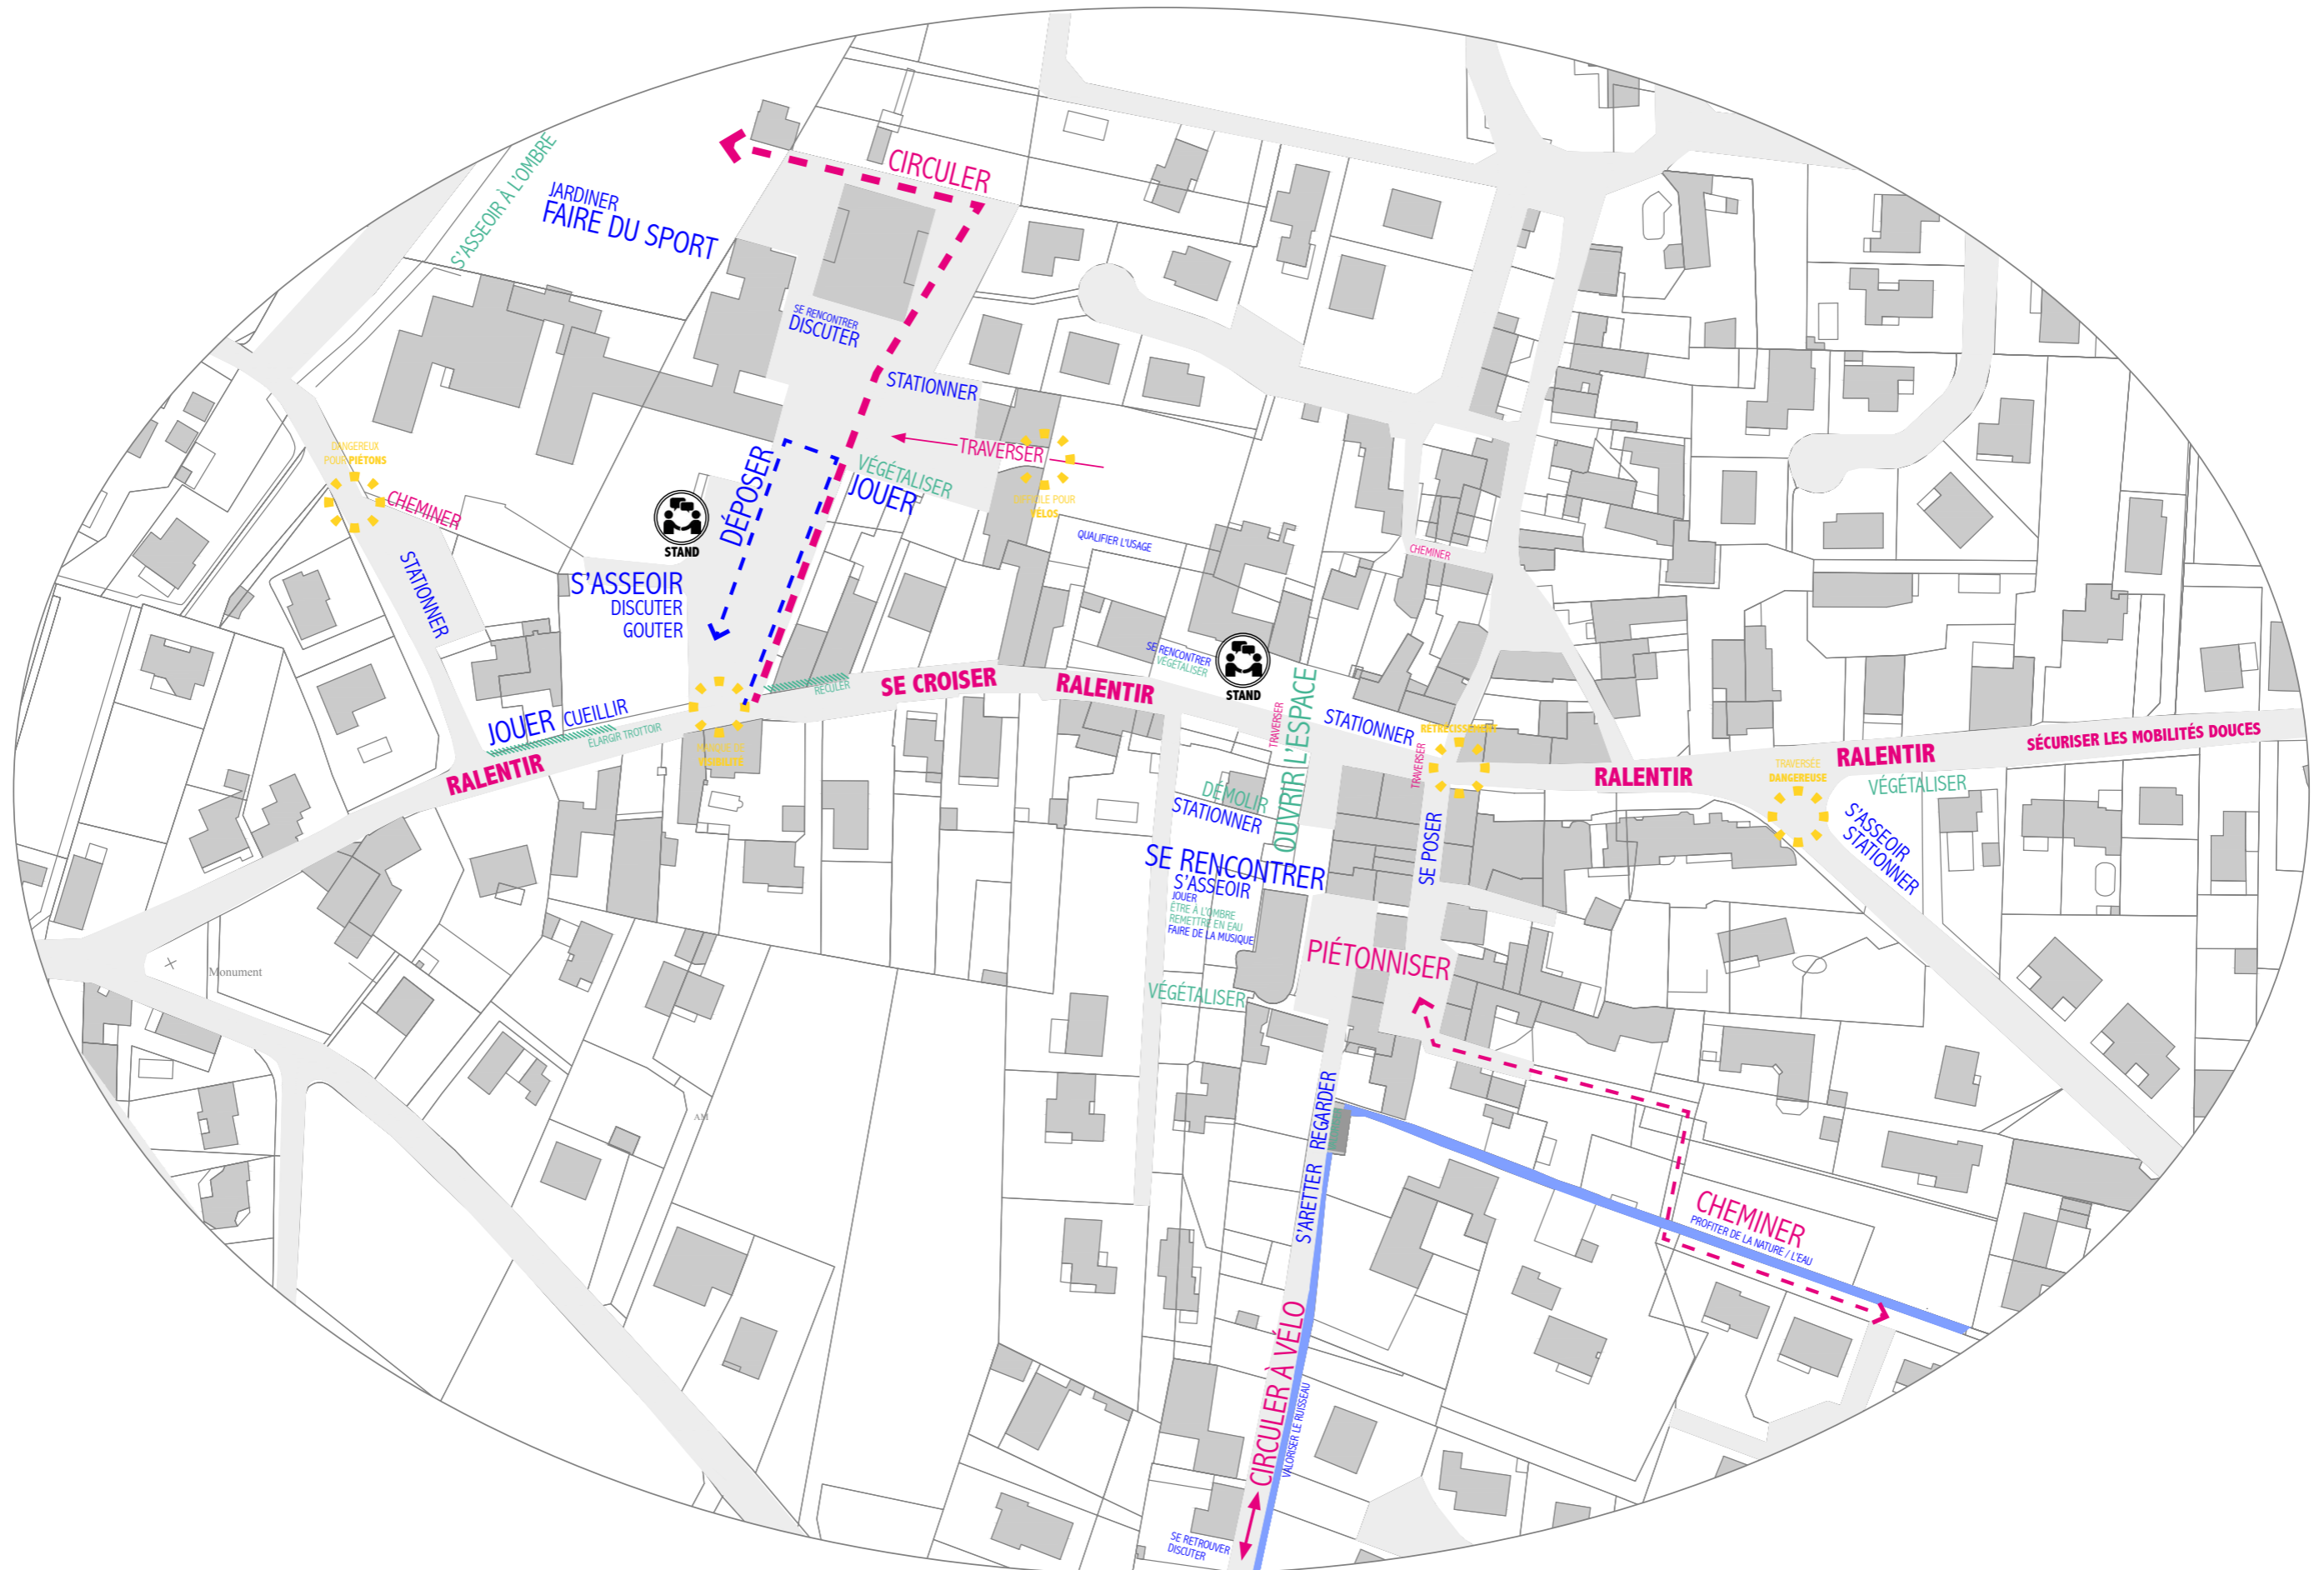 CIRCULER
S'ASSEOIR À L'OMBRE
JARDINER
FAIRE DU SPORT
SE RENCONTRER
DISCUTER
STATIONNER
TRAVERSER
VÉGÉTALISER
JOUER
POUR
VÉLOS
DANGEREUX
POUR PIÉTONS
CHEMINER
STATIONNER
DÉPOSER
STAND
S'ASSEOIR
DISCUTER
GOUTER
QUALIFIER L'USAGE
CHEMINER
SE RENCONTRER
VÉGÉTALISER
STAND
RECULER
SE CROISER
RALENTIR
JOUER CUEILLIR
ÉLARGIR TROTTOIR
RALENTIR
TRAVERSER
OUVRIR L'ESPACE
STATIONNER
TRAVERSER
RETRÉCISSEMENT
RALENTIR
TRAVERSÉE
DANGEREUSE
RALENTIR
SÉCURISER LES MOBILITÉS DOUCES
VÉGÉTALISER
S'ASSEOIR
STATIONNER
DÉMOLIR
STATIONNER
SE POSER
SE RENCONTRER
S'ASSEOIR
JOUER
ÊTRE À L'OMBRE
REMETTRE EN EAU
FAIRE DE LA MUSIQUE
PIÉTONNISER
VÉGÉTALISER
Monument
AM
S'ARETTER REGARDER
CHEMINER
PROFITER DE LA NATURE / L'EAU
CIRCULER À VÉLO
VALORISER LE RUISSEAU
SE RETROUVER
DISCUTER